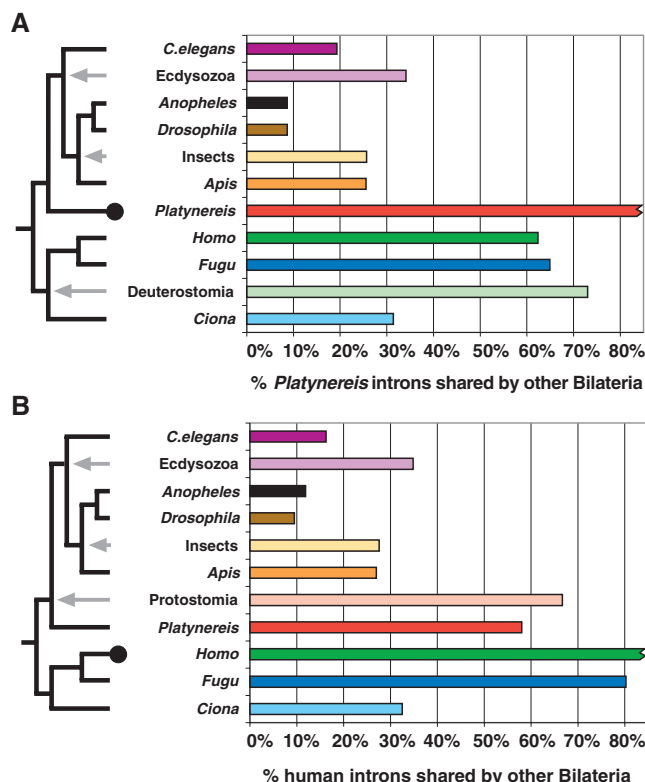 A
C.elegans
Ecdysozoa
Anopheles
Drosophila
Insects
Apis
Platynereis
Homo
Fugu
Deuterostomia
Ciona
0% 10% 20% 30% 40% 50% 60% 70% 80%
% Platynereis introns shared by other Bilateria
B
C.elegans
Ecdysozoa
Anopheles
Drosophila
Insects
Apis
Protostomia
Platynereis
Homo
Fugu
Ciona
0% 10% 20% 30% 40% 50% 60% 70% 80%
% human introns shared by other Bilateria